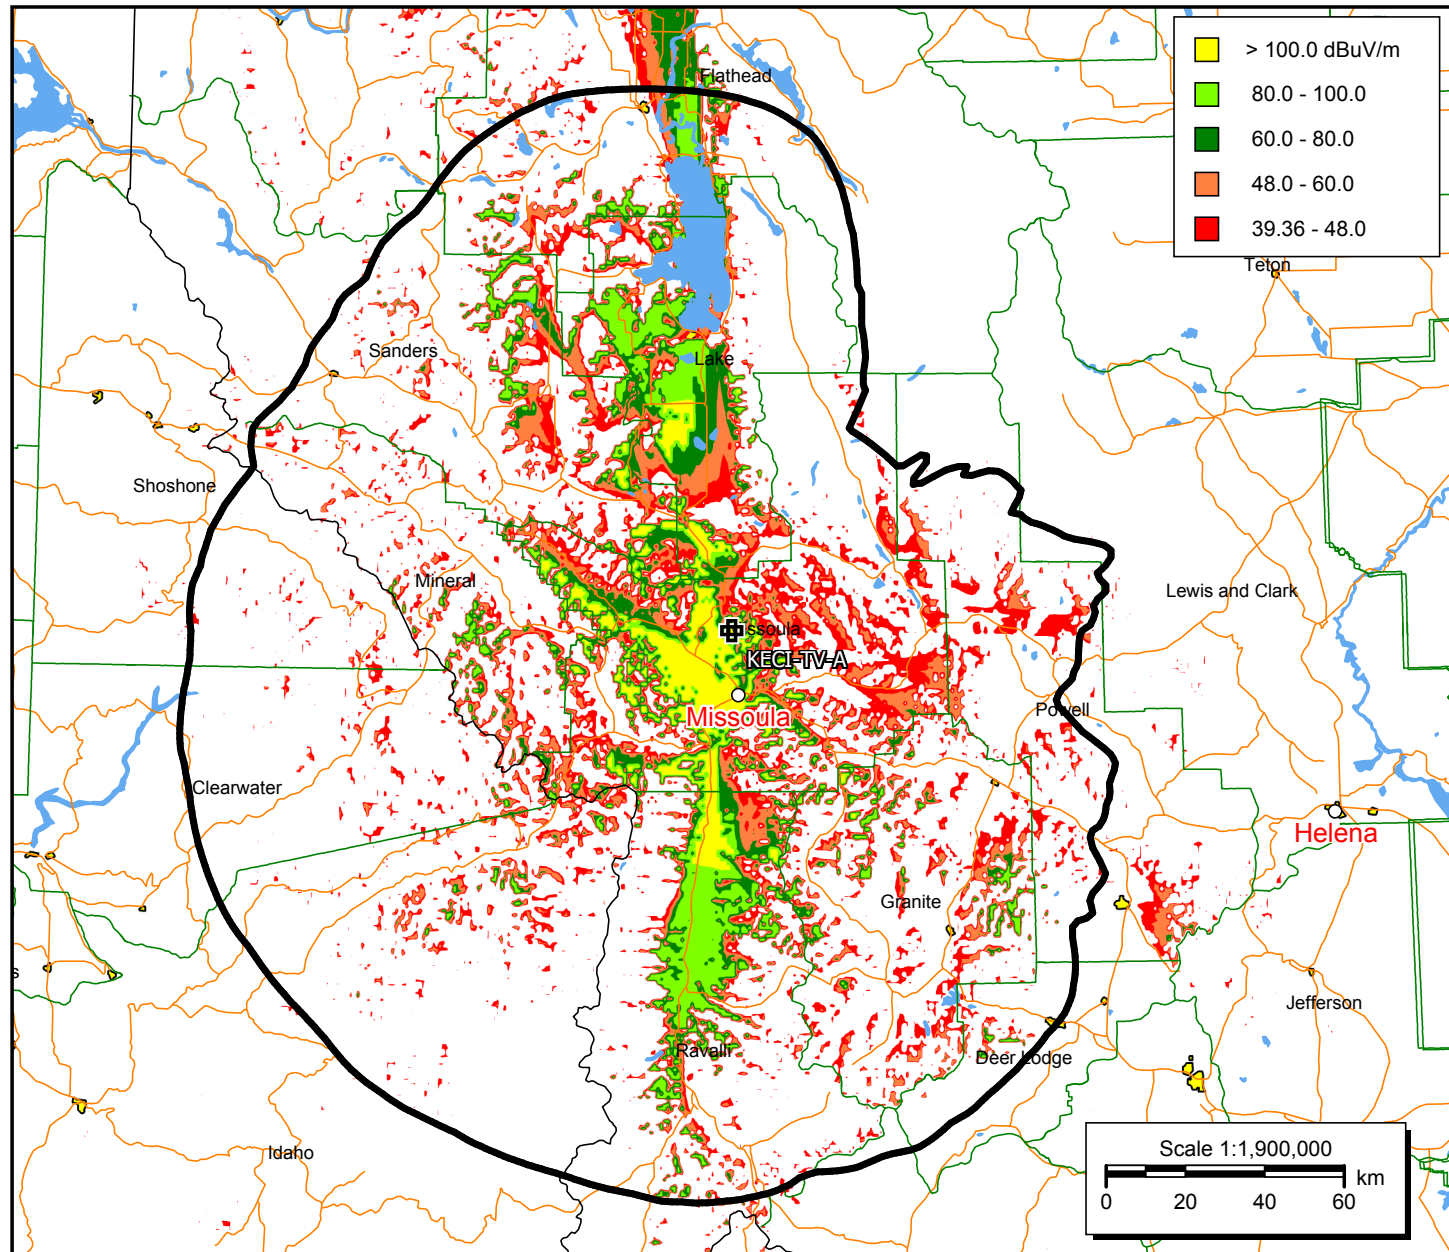 > 100.0 dBuV/m
80.0 - 100.0
60.0 - 80.0
48.0 - 60.0
39.36 - 48.0
Flathead
Teton
Sanders
Lake
Shoshone
Mineral
Lewis and Clark
ssoula
KECI-TV-A
Missoula
Powell
Clearwater
Helena
Granite
s
Jefferson
Ravalli
Deer Lodge
Idaho
Scale 1:1,900,000
km
0 20 40 60